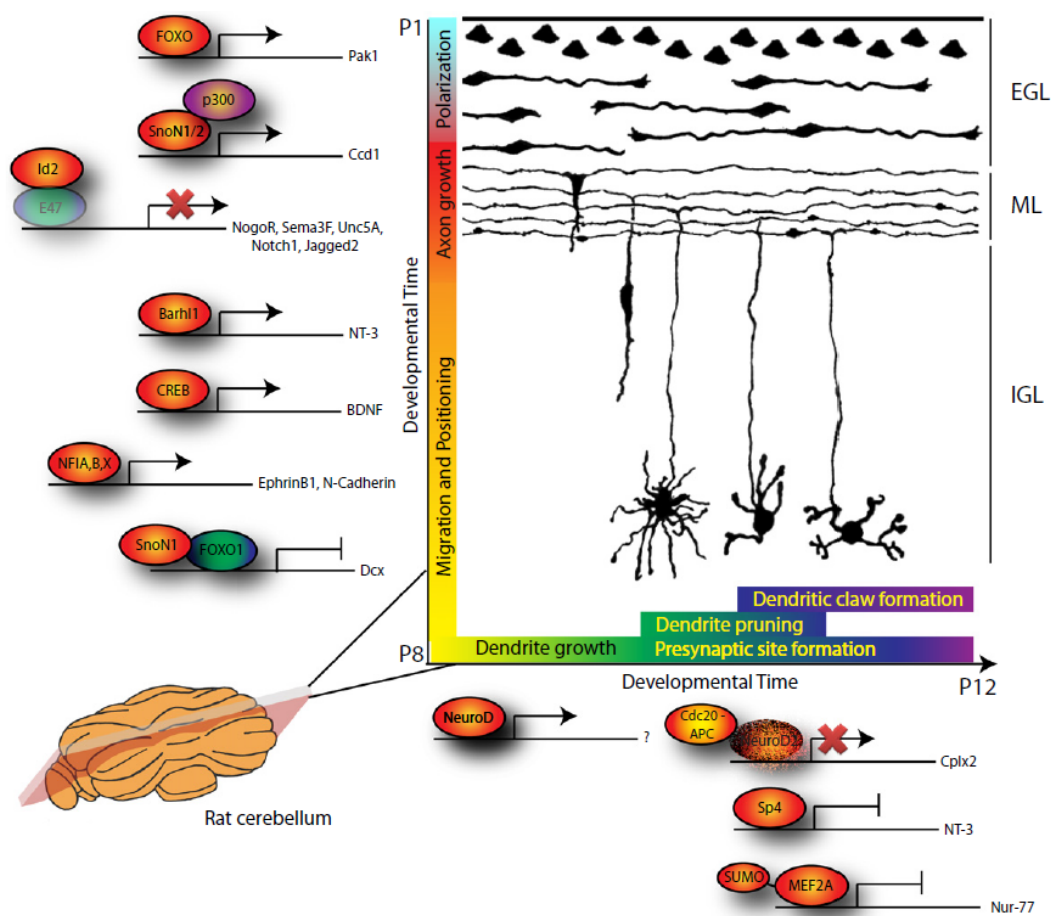 FOXO
Pak1
p300
SnoN1/2
Ccd1
Id2
E47
NogoR, Sema3F, Unc5A,
Notch1, Jagged2
Barhl1
NT-3
CREB
BDNF
NFIA,B,X
EphrinB1, N-Cadherin
SnoN1
FOXO1
Dcx
Rat cerebellum
P1
Polarization
Axon growth
Migration and Positioning
Developmental Time
P8
EGL
ML
IGL
Dendritic claw formation
Dendrite pruning
Dendrite growth
Presynaptic site formation
Developmental Time
P12
NeuroD
?
Cdc20 -
APC
NeuroD2
Cplx2
Sp4
NT-3
SUMO
MEF2A
Nur-77